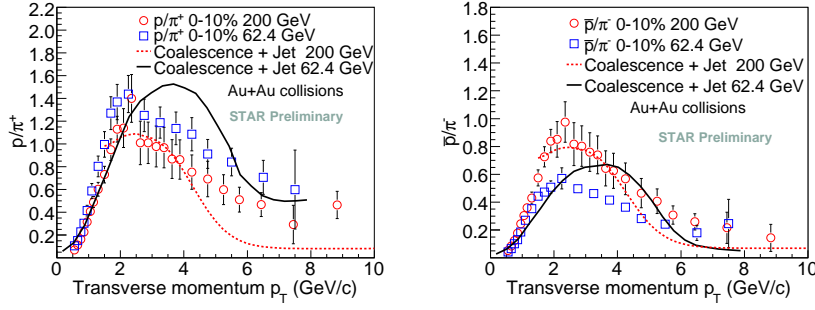 p/π⁺ 0-10% 200 GeV
p/π⁺ 0-10% 62.4 GeV
Coalescence + Jet 200 GeV
Coalescence + Jet 62.4 GeV
Au+Au collisions
STAR Preliminary
p/π⁺
2.0
1.8
1.6
1.4
1.2
1.0
0.8
0.6
0.4
0.2
0 2 4 6 8 10
Transverse momentum p_T (GeV/c)
p̅/π⁻ 0-10% 200 GeV
p̅/π⁻ 0-10% 62.4 GeV
Coalescence + Jet 200 GeV
Coalescence + Jet 62.4 GeV
Au+Au collisions
STAR Preliminary
p̅/π⁻
2.0
1.8
1.6
1.4
1.2
1.0
0.8
0.6
0.4
0.2
0 2 4 6 8 10
Transverse momentum p_T (GeV/c)